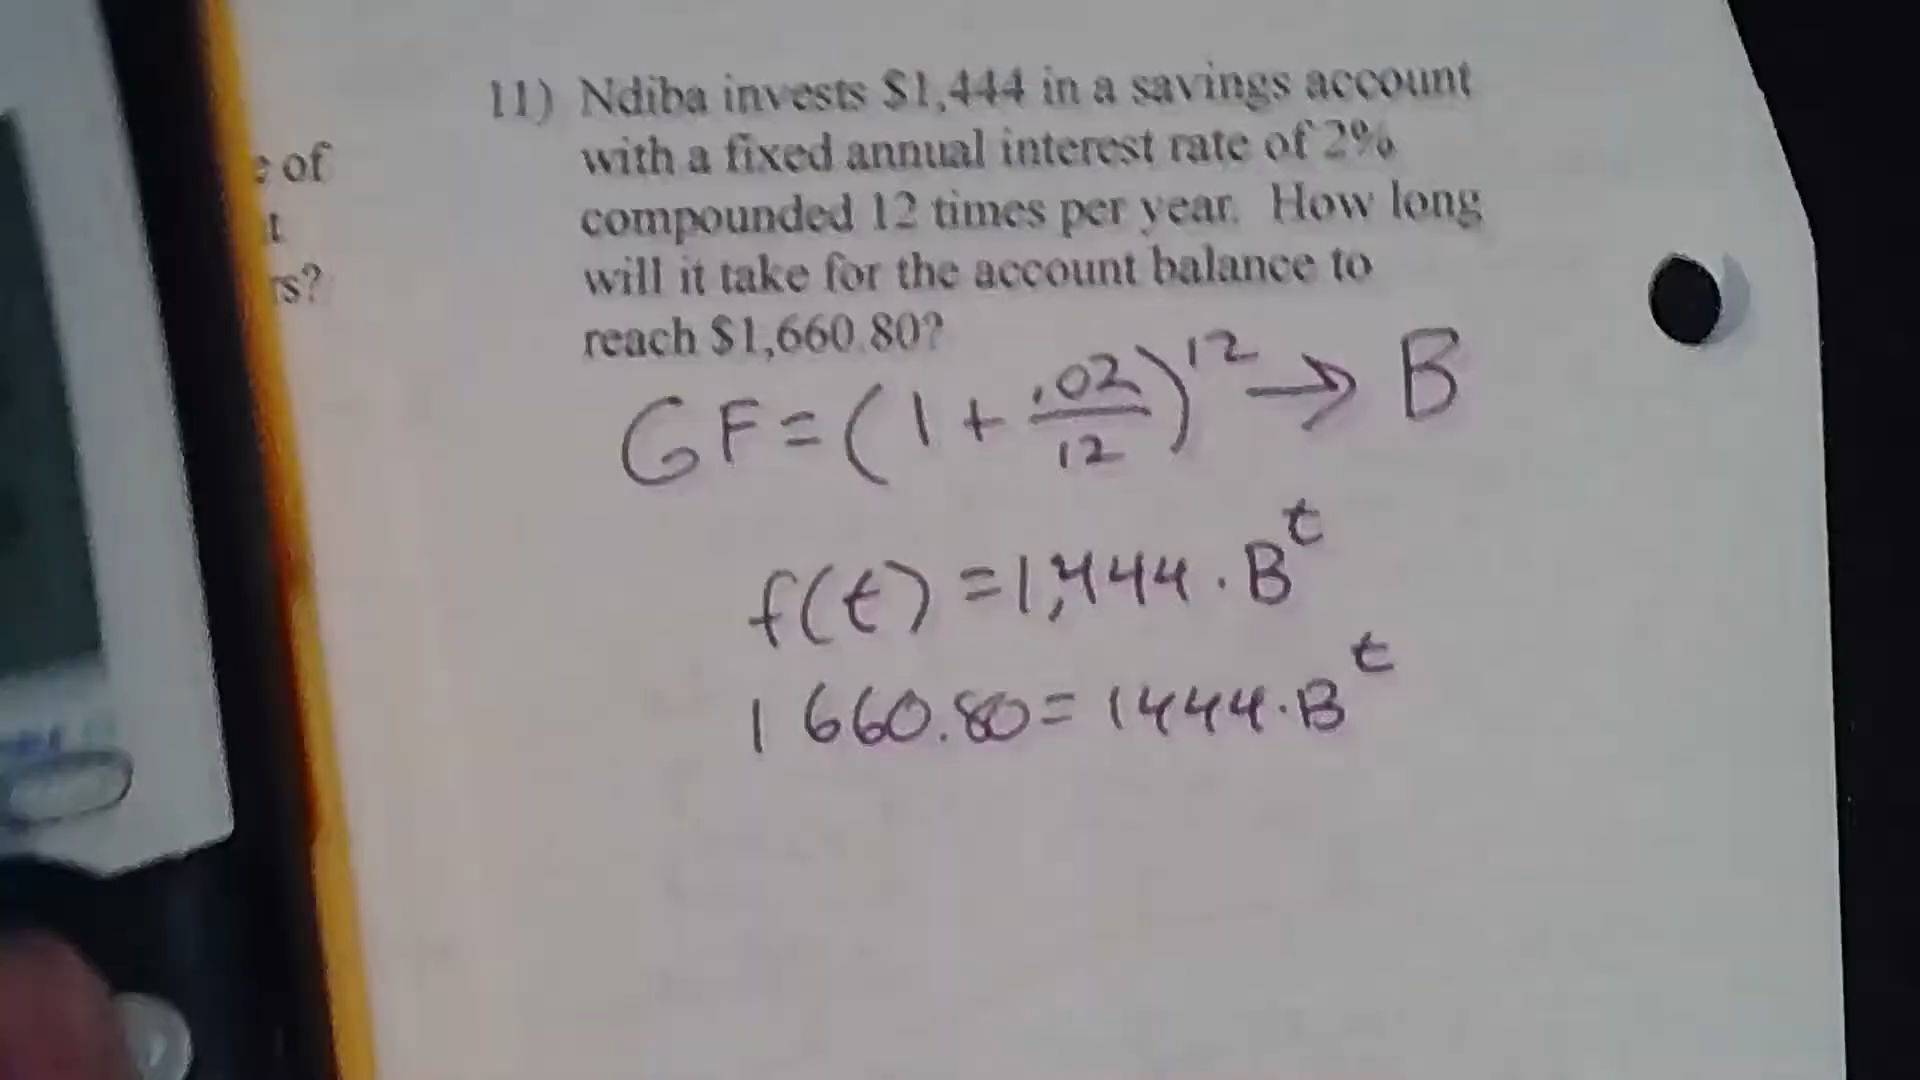 11) Ndiba invests $1,444 in a savings account
with a fixed annual interest rate of 2%
compounded 12 times per year. How long
will it take for the account balance to
reach $1,660.80?
of
t
rs?
GF = (1 + .02/12)^12 → B
f(t) = 1,444 · B^t
1660.80 = 1444 · B^t